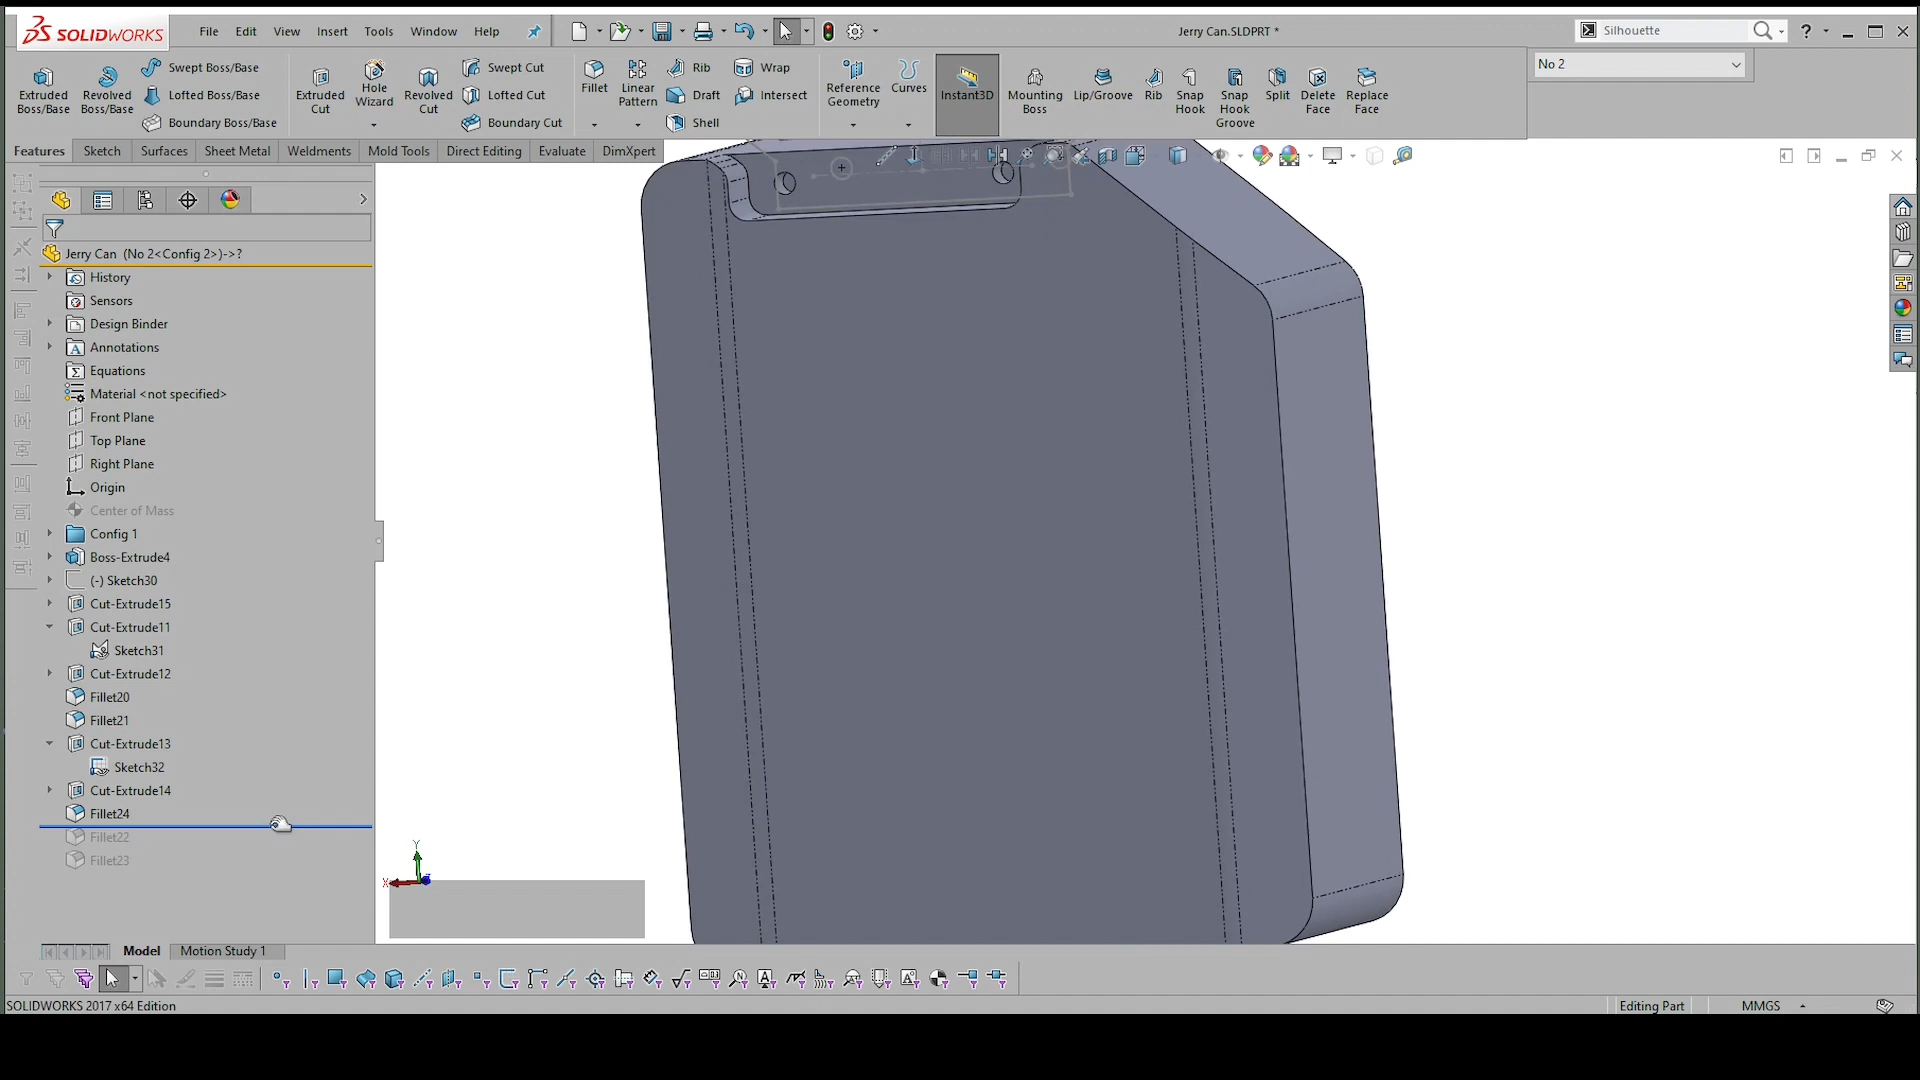 SOLIDWORKS
File Edit View Insert Tools Window Help
Jerry Can.SLDPRT *
Silhouette
?
No 2
Extruded Boss/Base
Revolved Boss/Base
Swept Boss/Base
Lofted Boss/Base
Boundary Boss/Base
Extruded Cut
Hole Wizard
Revolved Cut
Swept Cut
Lofted Cut
Boundary Cut
Fillet
Linear Pattern
Rib
Draft
Shell
Wrap
Intersect
Reference Geometry
Curves
Instant3D
Mounting Boss
Lip/Groove
Rib
Snap Hook
Snap Hook Groove
Split
Delete Face
Replace Face
Features Sketch Surfaces Sheet Metal Weldments Mold Tools Direct Editing Evaluate DimXpert
Jerry Can (No 2<Config 2>)->?
History
Sensors
Design Binder
Annotations
Equations
Material <not specified>
Front Plane
Top Plane
Right Plane
Origin
Center of Mass
Config 1
Boss-Extrude4
(-) Sketch30
Cut-Extrude15
Cut-Extrude11
Sketch31
Cut-Extrude12
Fillet20
Fillet21
Cut-Extrude13
Sketch32
Cut-Extrude14
Fillet24
Fillet22
Fillet23
Y
X
Z
Model Motion Study 1
SOLIDWORKS 2017 x64 Edition
Editing Part
MMGS